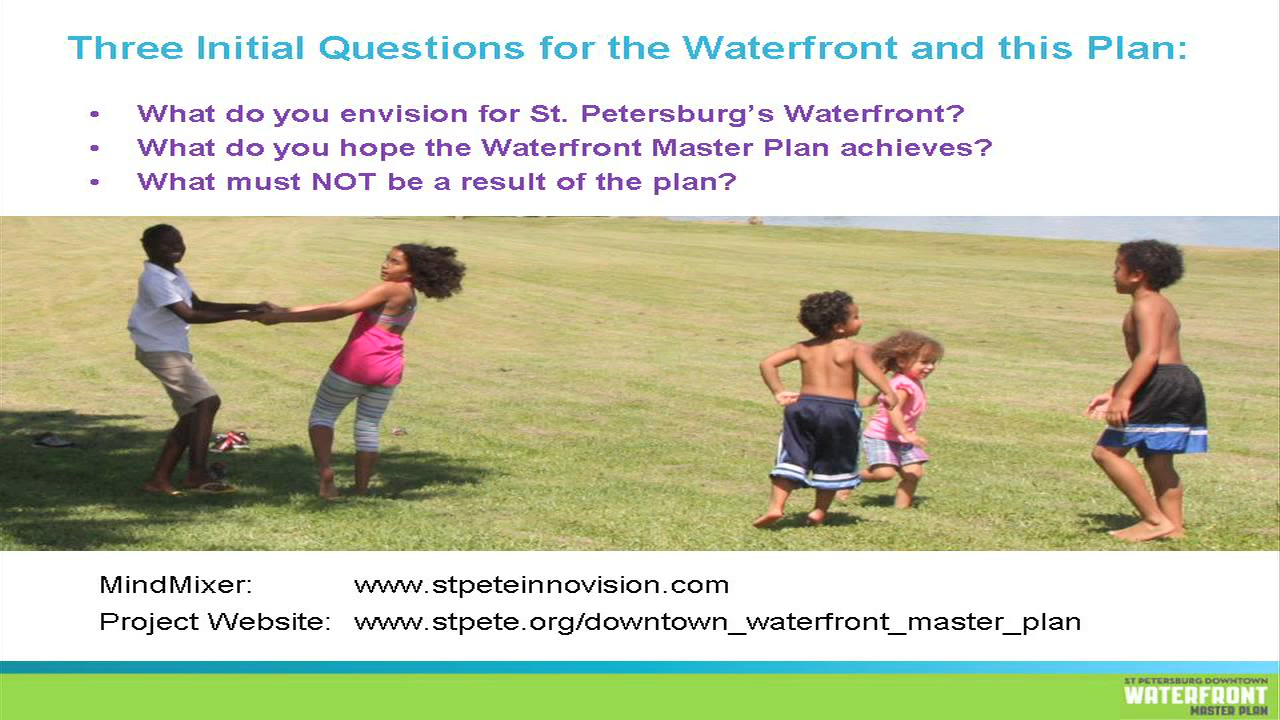 Three Initial Questions for the Waterfront and this Plan:
• What do you envision for St. Petersburg’s Waterfront?
• What do you hope the Waterfront Master Plan achieves?
• What must NOT be a result of the plan?
MindMixer: www.stpeteinnovision.com
Project Website: www.stpete.org/downtown_waterfront_master_plan
ST PETERSBURG DOWNTOWN
WATERFRONT
MASTER PLAN